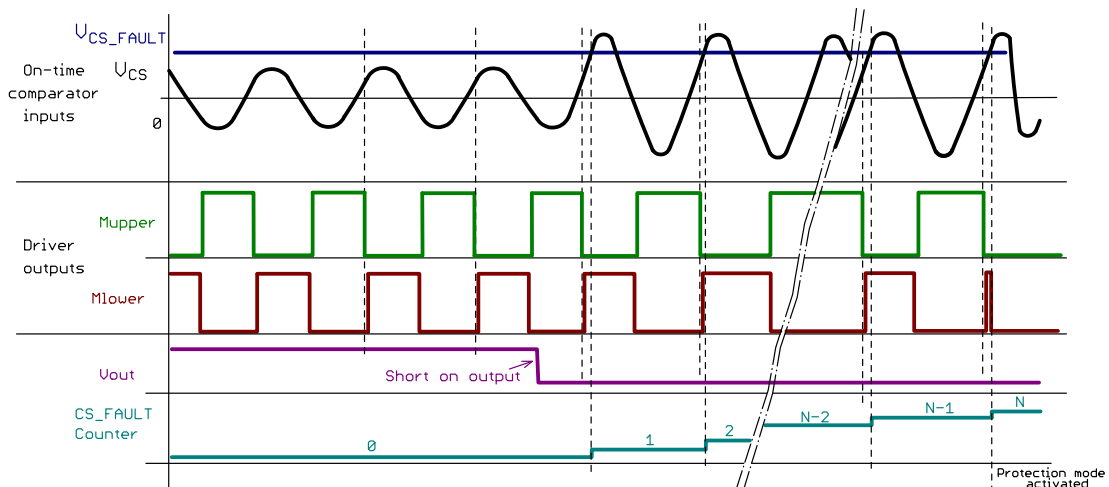 VCS_FAULT
On-time
comparator
inputs
VCS
0
Mupper
Driver
outputs
Mlower
Vout
Short on output
CS_FAULT
Counter
0
1
2
N-2
N-1
N
Protection mode
activated